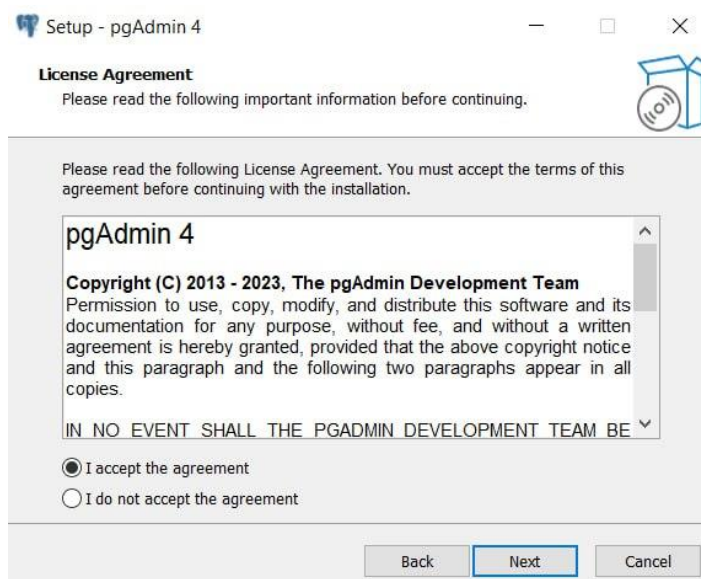 Setup - pgAdmin 4
License Agreement
Please read the following important information before continuing.
Please read the following License Agreement. You must accept the terms of this
agreement before continuing with the installation.
pgAdmin 4
Copyright (C) 2013 - 2023, The pgAdmin Development Team
Permission to use, copy, modify, and distribute this software and its
documentation for any purpose, without fee, and without a written
agreement is hereby granted, provided that the above copyright notice
and this paragraph and the following two paragraphs appear in all
copies.
IN NO EVENT SHALL THE PGADMIN DEVELOPMENT TEAM BE
I accept the agreement
I do not accept the agreement
Back Next Cancel